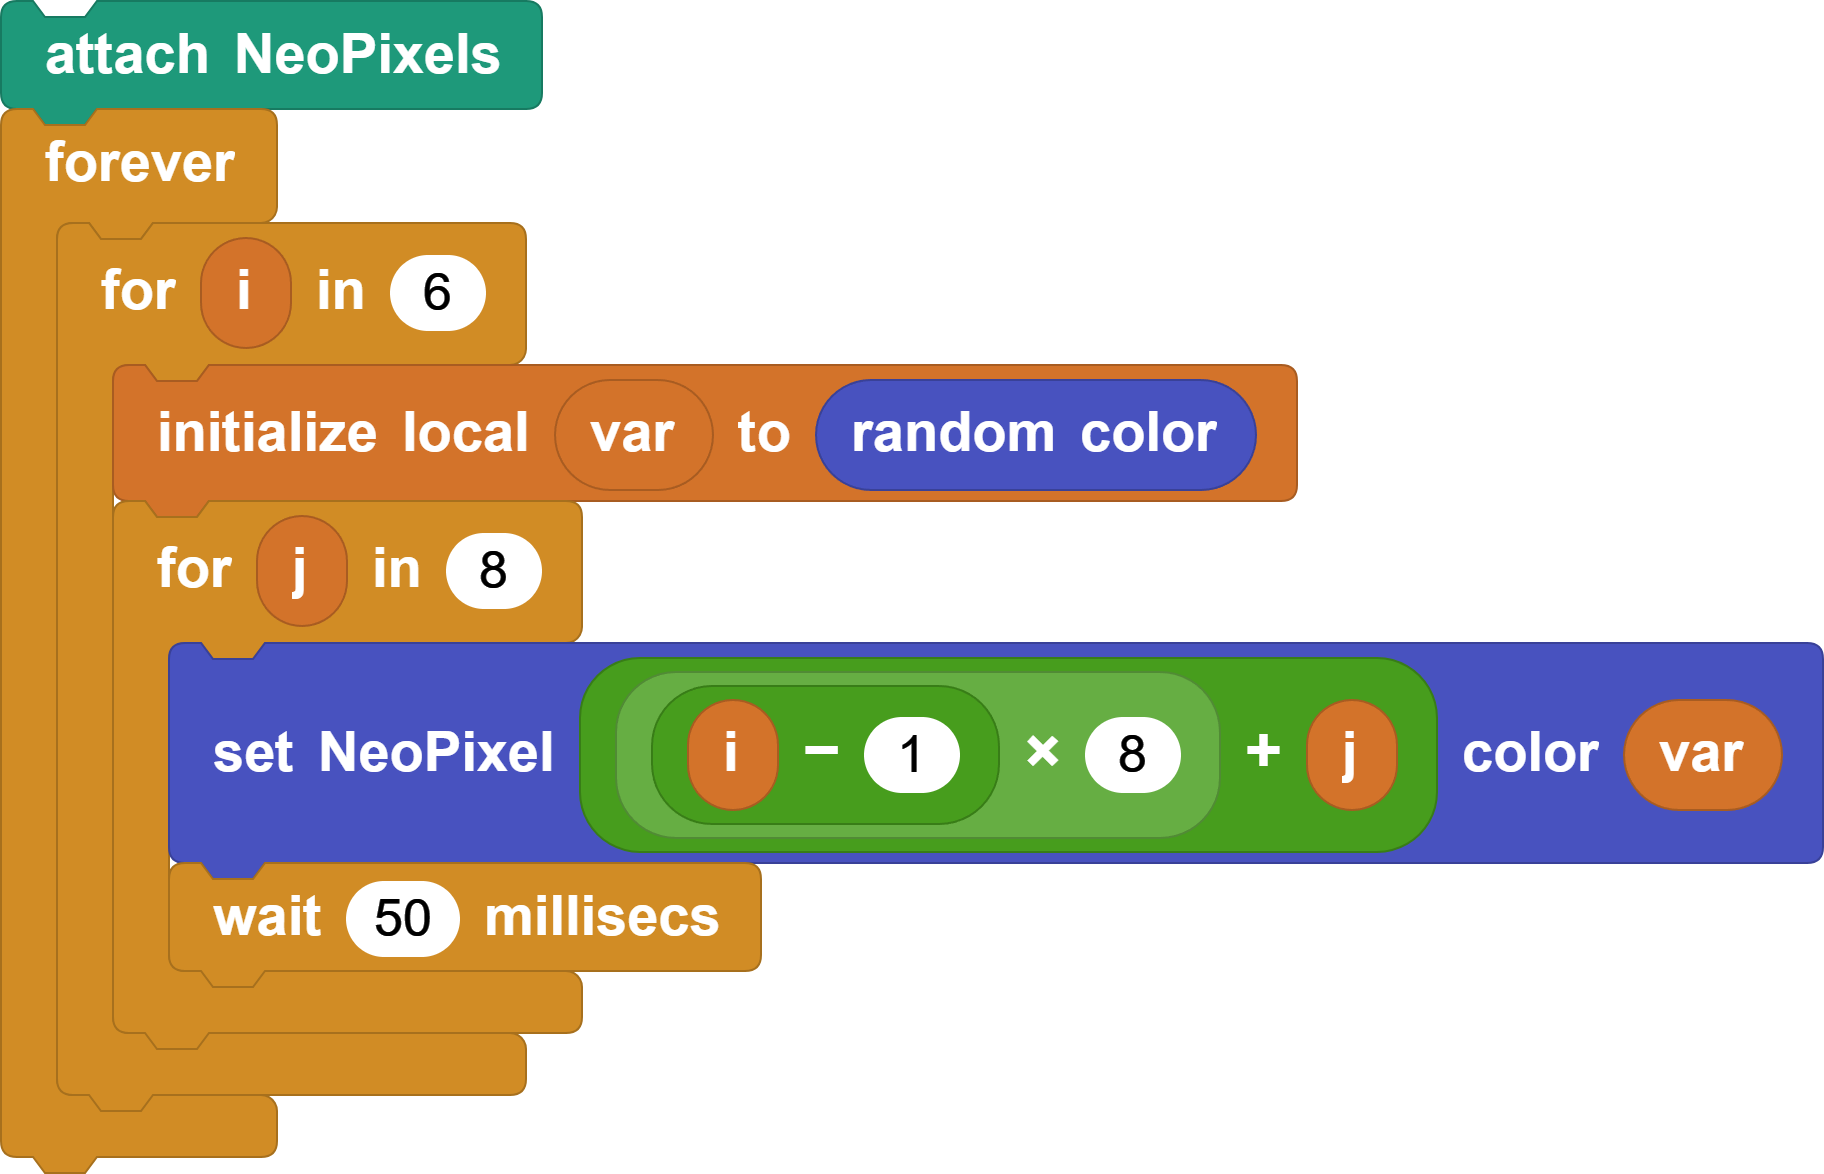 attach NeoPixels
forever
for i in 6
initialize local var to random color
for j in 8
set NeoPixel i − 1 × 8 + j color var
wait 50 millisecs